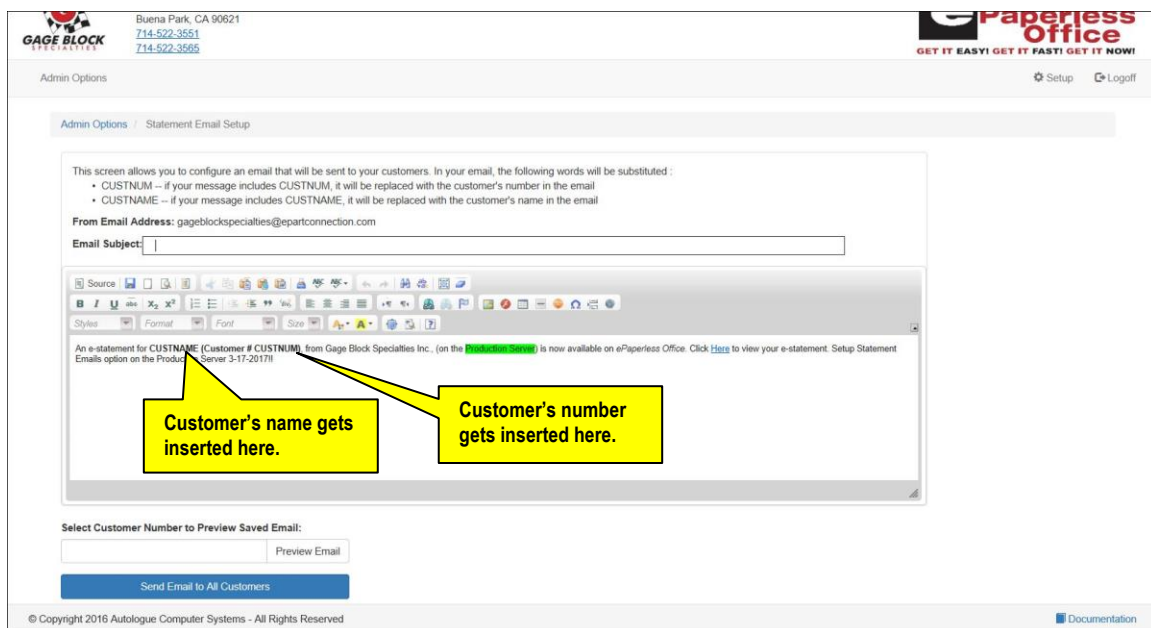 GAGE BLOCK
SPECIALTIES
Buena Park, CA 90621
714-522-3551
714-522-3565
ePaperless
Office
GET IT EASY! GET IT FAST! GET IT NOW!
Admin Options
Setup
Logoff
Admin Options / Statement Email Setup
This screen allows you to configure an email that will be sent to your customers. In your email, the following words will be substituted :
• CUSTNUM -- if your message includes CUSTNUM, it will be replaced with the customer's number in the email
• CUSTNAME -- if your message includes CUSTNAME, it will be replaced with the customer's name in the email
From Email Address: gageblockspecialties@epartconnection.com
Email Subject:
Source
B I U abc X₂ X²
Styles Format Font Size
An e-statement for CUSTNAME (Customer # CUSTNUM), from Gage Block Specialties Inc., (on the Production Server) is now available on ePaperless Office. Click Here to view your e-statement. Setup Statement
Emails option on the Production Server 3-17-2017!!
Customer’s name gets
inserted here.
Customer’s number
gets inserted here.
Select Customer Number to Preview Saved Email:
Preview Email
Send Email to All Customers
© Copyright 2016 Autologue Computer Systems - All Rights Reserved
Documentation